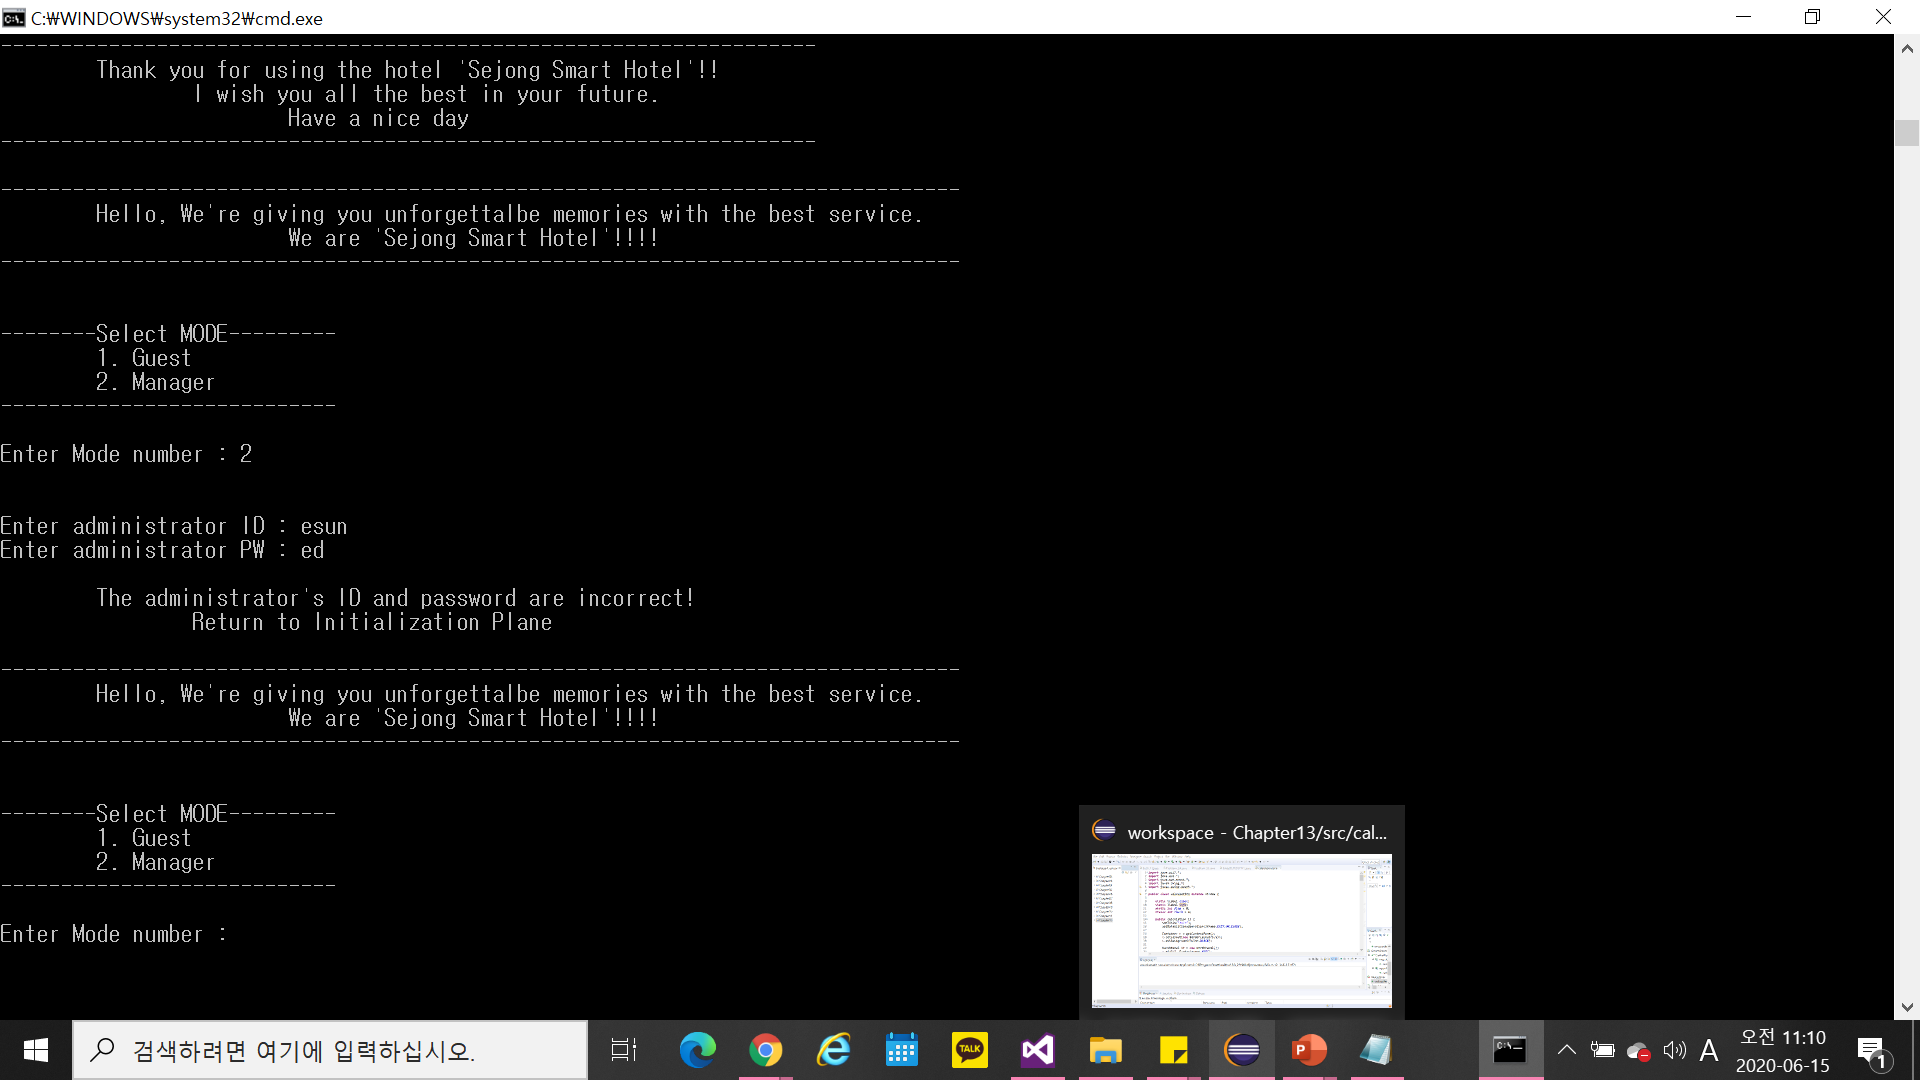 C:₩WINDOWS₩system32₩cmd.exe
--------------------------------------------------------------------
Thank you for using the hotel 'Sejong Smart Hotel'!!
I wish you all the best in your future.
Have a nice day
--------------------------------------------------------------------
--------------------------------------------------------------------------------
Hello, We're giving you unforgettalbe memories with the best service.
We are 'Sejong Smart Hotel'!!!!
--------------------------------------------------------------------------------
--------Select MODE---------
1. Guest
2. Manager
----------------------------
Enter Mode number : 2
Enter administrator ID : esun
Enter administrator PW : ed
The administrator's ID and password are incorrect!
Return to Initialization Plane
--------------------------------------------------------------------------------
Hello, We're giving you unforgettalbe memories with the best service.
We are 'Sejong Smart Hotel'!!!!
--------------------------------------------------------------------------------
--------Select MODE---------
1. Guest
2. Manager
----------------------------
Enter Mode number :
workspace - Chapter13/src/cal...
검색하려면 여기에 입력하십시오.
TALK
A
오전 11:10
2020-06-15
1